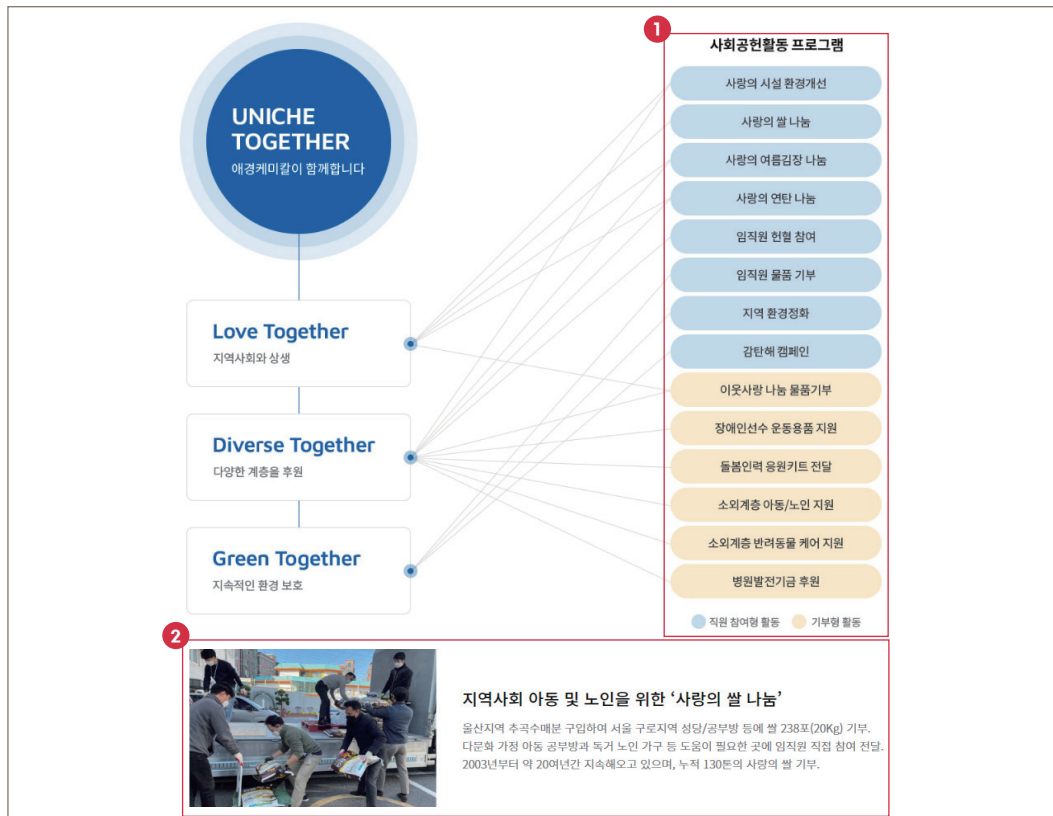 UNICHE
TOGETHER
애경케미칼이 함께합니다
Love Together
지역사회와 상생
Diverse Together
다양한 계층을 후원
Green Together
지속적인 환경 보호
1
사회공헌활동 프로그램
사랑의 시설 환경개선
사랑의 쌀 나눔
사랑의 여름김장 나눔
사랑의 연탄 나눔
임직원 헌혈 참여
임직원 물품 기부
지역 환경정화
감탄해 캠페인
이웃사랑 나눔 물품기부
장애인선수 운동용품 지원
돌봄인력 응원키트 전달
소외계층 아동/노인 지원
소외계층 반려동물 케어 지원
병원발전기금 후원
직원 참여형 활동
기부형 활동
2
지역사회 아동 및 노인을 위한 ‘사랑의 쌀 나눔’
울산지역 추곡수매분 구입하여 서울 구로지역 성당/공부방 등에 쌀 238포(20Kg) 기부.
다문화 가정 아동 공부방과 독거 노인 가구 등 도움이 필요한 곳에 임직원 직접 참여 전달.
2003년부터 약 20여년간 지속해오고 있으며, 누적 130톤의 사랑의 쌀 기부.